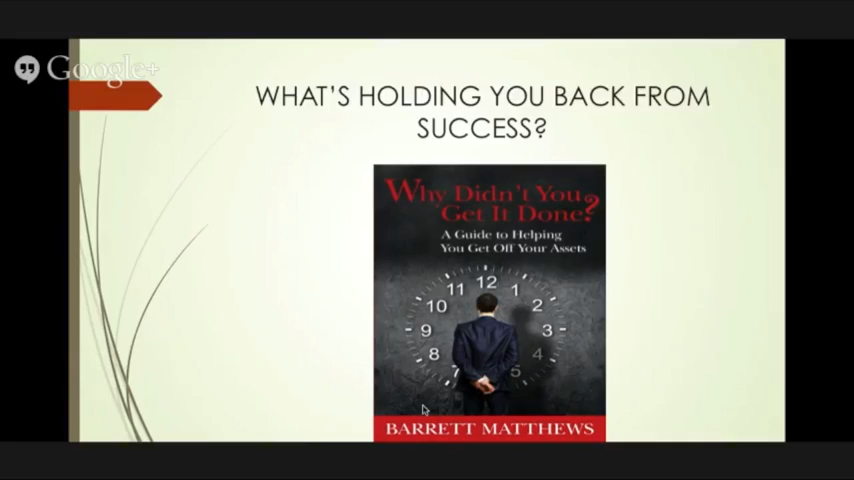 Google+
WHAT'S HOLDING YOU BACK FROM
SUCCESS?
Why Didn't You
Get It Done?
A Guide to Helping
You Get Off Your Assets
12
11
1
10
2
9
3
8
4
7
5
BARRETT MATTHEWS